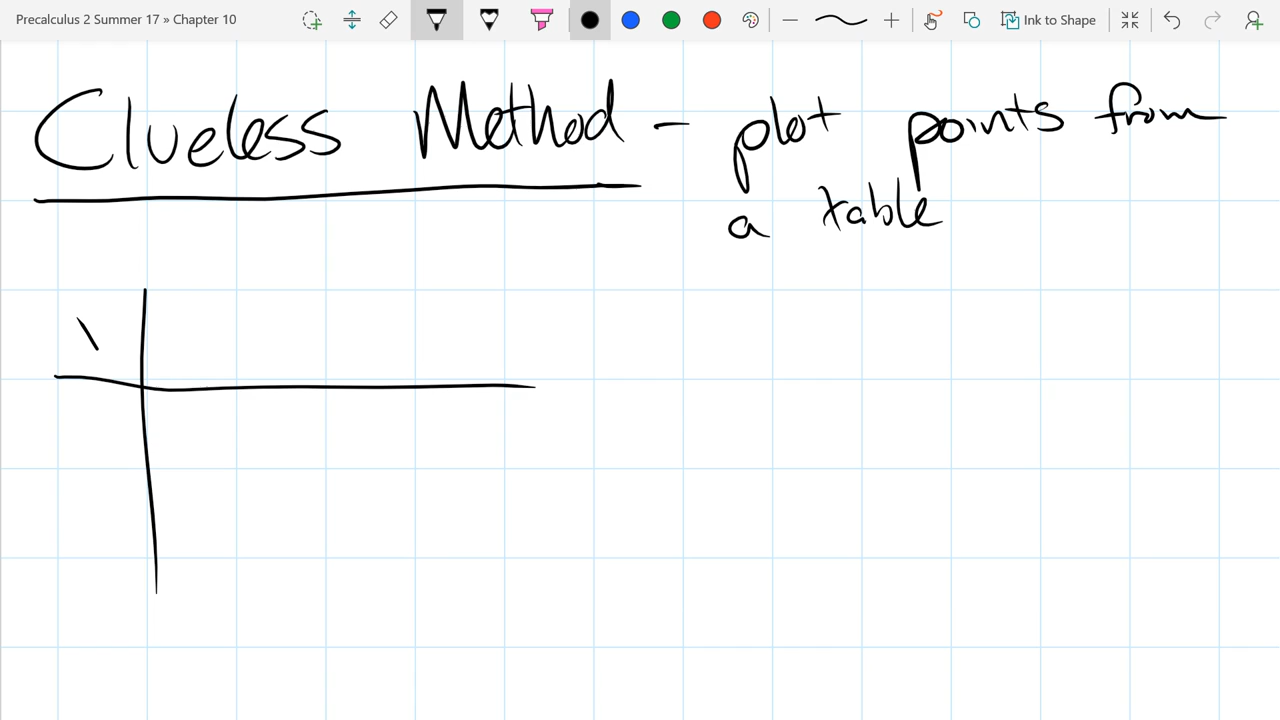 Precalculus 2 Summer 17 » Chapter 10
Ink to Shape
Clueless Method - plot points from
a table